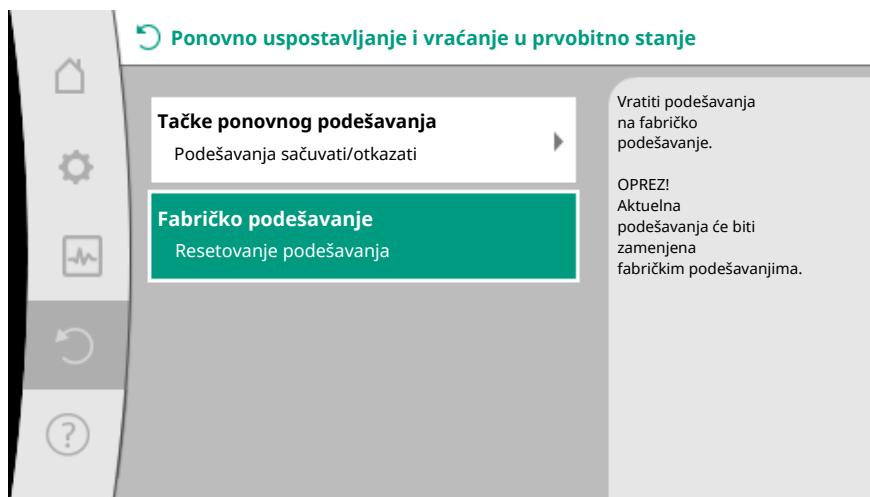 Ponovno uspostavljanje i vraćanje u prvobitno stanje
Tačke ponovnog podešavanja
Podešavanja sačuvati/otkazati
Fabričko podešavanje
Resetovanje podešavanja
Vratiti podešavanja
na fabričko
podešavanje.
OPREZ!
Aktuelna
podešavanja će biti
zamenjena
fabričkim podešavanjima.
?